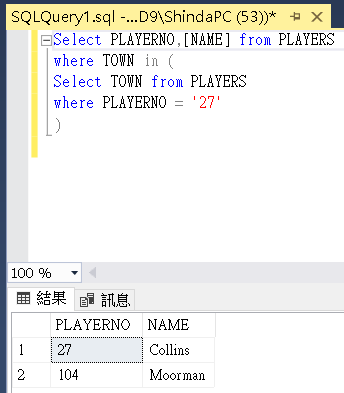 SQLQuery1.sql -...D9\ShindaPC (53))*
Select PLAYERNO,[NAME] from PLAYERS
where TOWN in (
Select TOWN from PLAYERS
where PLAYERNO = '27'
)
100 %
結果 訊息
PLAYERNO NAME
1 27 Collins
2 104 Moorman